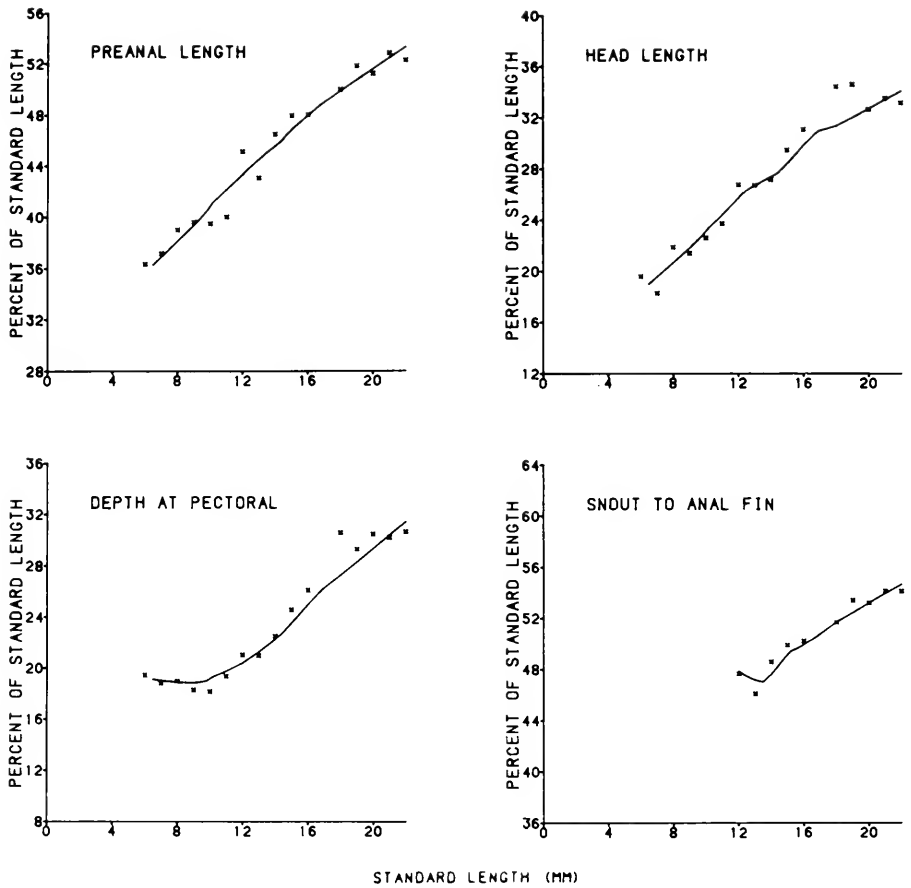 PREANAL LENGTH
PERCENT OF STANDARD LENGTH
56
52
48
44
40
36
32
28
0 4 8 12 16 20
HEAD LENGTH
PERCENT OF STANDARD LENGTH
40
36
32
28
24
20
16
12
0 4 8 12 16 20
DEPTH AT PECTORAL
PERCENT OF STANDARD LENGTH
36
32
28
24
20
16
12
8
0 4 8 12 16 20
SNOUT TO ANAL FIN
PERCENT OF STANDARD LENGTH
64
60
56
52
48
44
40
36
0 4 8 12 16 20
STANDARD LENGTH (MM)